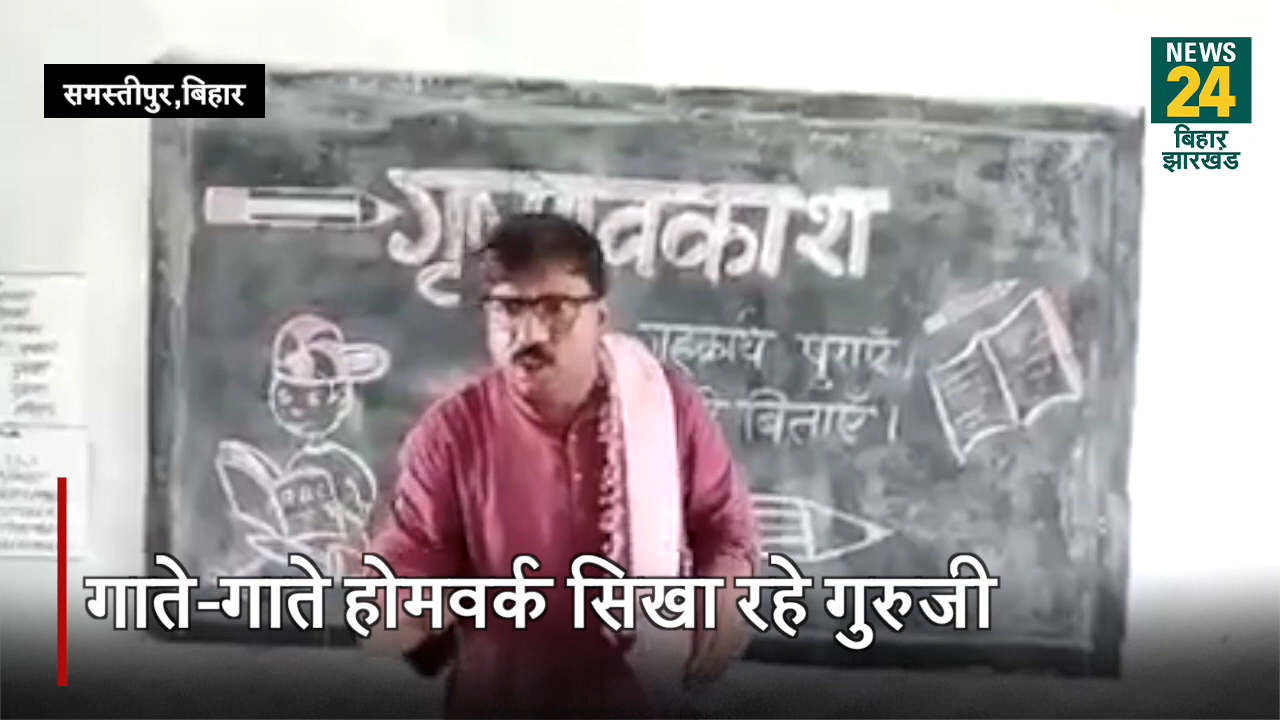 समस्तीपुर,बिहार
NEWS
24
बिहार
झारखंड
पुराएँ
बिताएँ।
गाते-गाते होमवर्क सिखा रहे गुरुजी